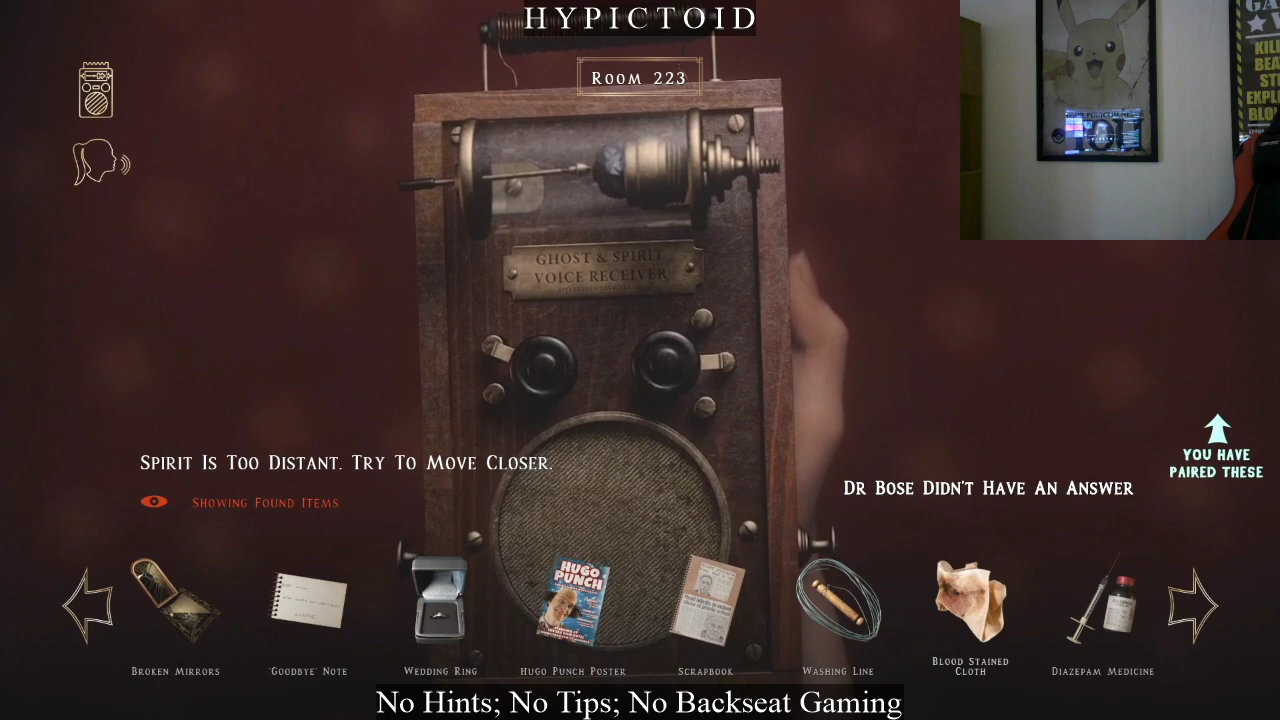 HYPICTOID
ROOM 223
GHOST & SPIRIT
VOICE RECEIVER
SPIRIT IS TOO DISTANT. TRY TO MOVE CLOSER.
SHOWING FOUND ITEMS
YOU HAVE
PAIRED THESE
DR BOSE DIDN'T HAVE AN ANSWER
HUGO
PUNCH
BROKEN MIRRORS
'GOODBYE' NOTE
WEDDING RING
HUGO PUNCH POSTER
SCRAPBOOK
WASHING LINE
BLOOD STAINED
CLOTH
DIAZEPAM MEDICINE
No Hints; No Tips; No Backseat Gaming